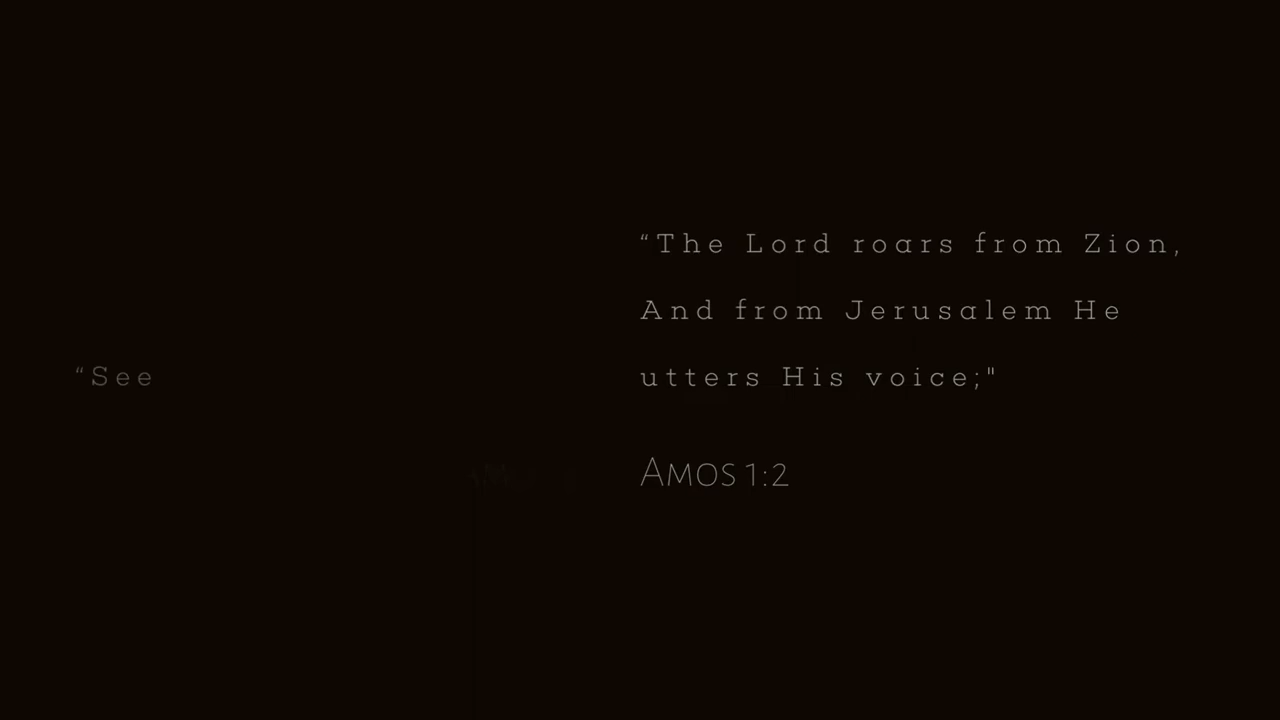 “The Lord roars from Zion,
And from Jerusalem He
“See
utters His voice;"
Amos 1:2